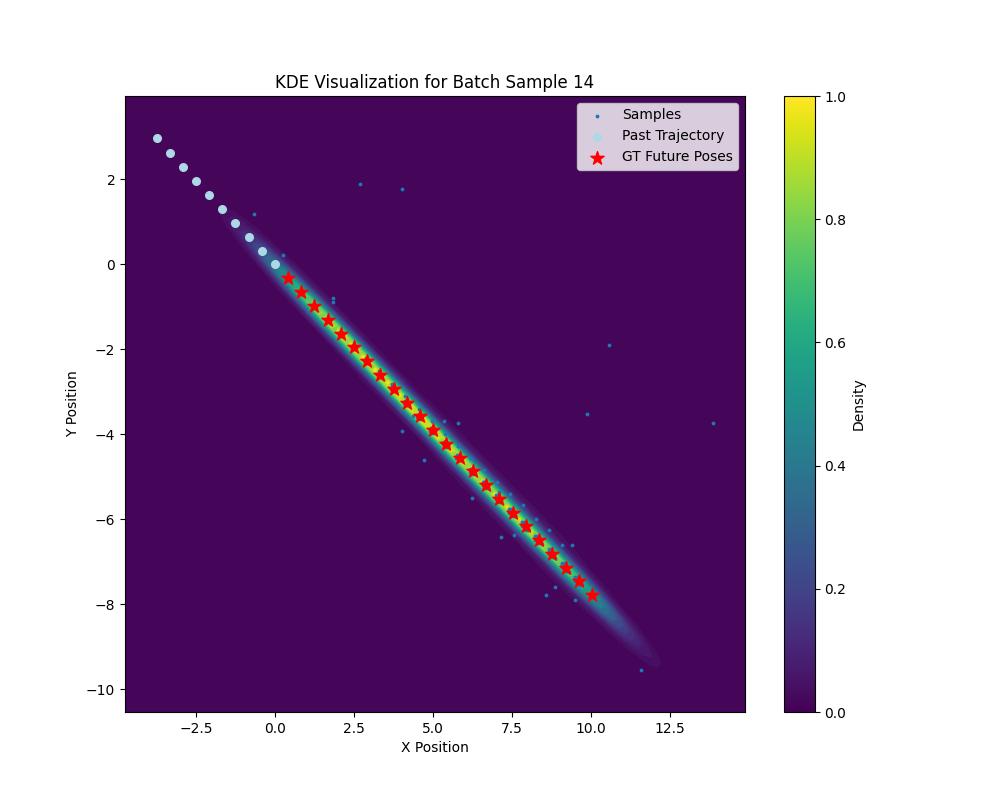 KDE Visualization for Batch Sample 14
Samples
Past Trajectory
GT Future Poses
2
0
−2
−4
−6
−8
−10
Y Position
−2.5
0.0
2.5
5.0
7.5
10.0
12.5
X Position
1.0
0.8
0.6
0.4
0.2
0.0
Density